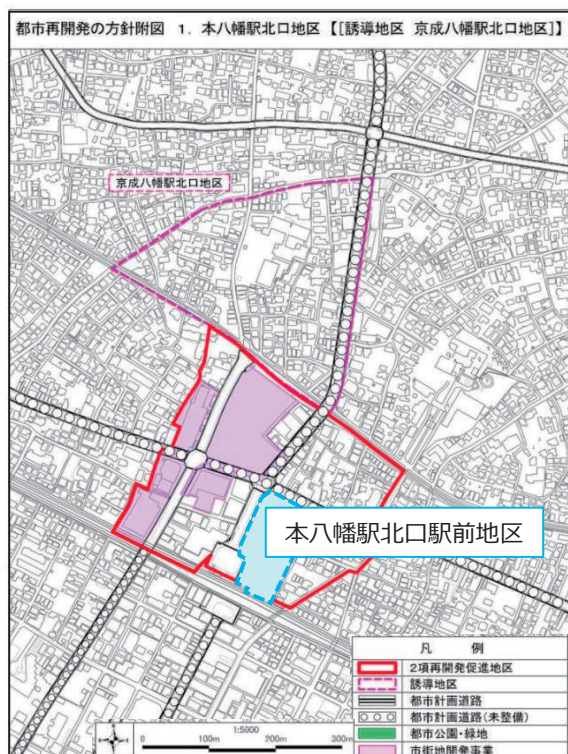 都市再開発の方針附図 1. 本八幡駅北口地区【[誘導地区 京成八幡駅北口地区]】
京成八幡駅北口地区
本八幡駅北口駅前地区
凡 例
2項再開発促進地区
誘導地区
都市計画道路
都市計画道路(未整備)
都市公園・緑地
市街地開発事業
1:5000
0 100m 200m 300m